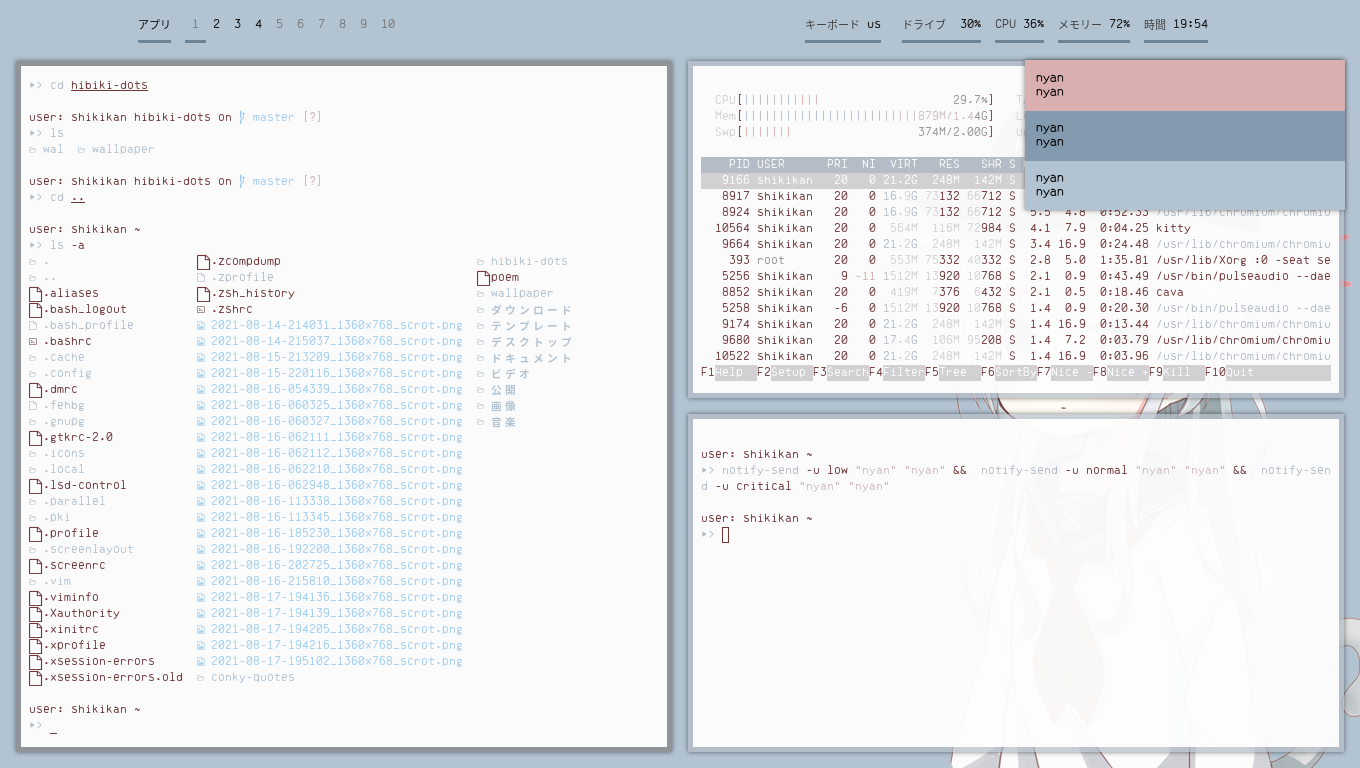 アプリ 1 2 3 4 5 6 7 8 9 10 キーボード us ドライブ 30% CPU 36% メモリー 72% 時間 19:54
cd hibiki-dots
user: Shikikan hibiki-dots on master [?]
ls
wal wallpaper
user: Shikikan hibiki-dots on master [?]
cd ..
user: Shikikan ~
ls -a
. .zcompdump hibiki-dots
.. .zprofile poem
.aliases .zsh_history wallpaper
.bash_logout .zshrc ダウンロード
.bash_profile 2021-08-14-214031_1360x768_scrot.png テンプレート
.bashrc 2021-08-14-215037_1360x768_scrot.png デスクトップ
.cache 2021-08-15-213209_1360x768_scrot.png ドキュメント
.config 2021-08-15-220116_1360x768_scrot.png ビデオ
.dmrc 2021-08-16-054339_1360x768_scrot.png 公開
.fehbg 2021-08-16-060325_1360x768_scrot.png 画像
.gnupg 2021-08-16-060327_1360x768_scrot.png 音楽
.gtkrc-2.0 2021-08-16-062111_1360x768_scrot.png
.icons 2021-08-16-062112_1360x768_scrot.png
.local 2021-08-16-062210_1360x768_scrot.png
.lsd-control 2021-08-16-062948_1360x768_scrot.png
.parallel 2021-08-16-113338_1360x768_scrot.png
.pki 2021-08-16-113345_1360x768_scrot.png
.profile 2021-08-16-185230_1360x768_scrot.png
.screenlayout 2021-08-16-192200_1360x768_scrot.png
.screenrc 2021-08-16-202725_1360x768_scrot.png
.vim 2021-08-16-215810_1360x768_scrot.png
.viminfo 2021-08-17-194136_1360x768_scrot.png
.Xauthority 2021-08-17-194139_1360x768_scrot.png
.xinitrc 2021-08-17-194205_1360x768_scrot.png
.xprofile 2021-08-17-194216_1360x768_scrot.png
.xsession-errors 2021-08-17-195102_1360x768_scrot.png
.xsession-errors.old conky-quotes
user: Shikikan ~
nyan
nyan
nyan
nyan
nyan
nyan
CPU[||||||||||| 29.7%]
Mem[|||||||||||||||||||||||||879M/1.44G]
Swp[||||||| 374M/2.00G]
PID USER PRI NI VIRT RES SHR S
9166 shikikan 20 0 21.2G 248M 142M S
8917 shikikan 20 0 16.9G 73132 66712 S
8924 shikikan 20 0 16.9G 73132 66712 S 5.5 4.8 0:52.33 /usr/lib/chromium/chromiu
10564 shikikan 20 0 564M 116M 72984 S 4.1 7.9 0:04.25 kitty
9664 shikikan 20 0 21.2G 248M 142M S 3.4 16.9 0:24.48 /usr/lib/chromium/chromiu
393 root 20 0 553M 75332 40332 S 2.8 5.0 1:35.81 /usr/lib/Xorg :0 -seat se
5256 shikikan 9 -11 1512M 13920 10768 S 2.1 0.9 0:43.49 /usr/bin/pulseaudio --dae
8852 shikikan 20 0 419M 7376 6432 S 2.1 0.5 0:18.46 cava
5258 shikikan -6 0 1512M 13920 10768 S 1.4 0.9 0:20.30 /usr/bin/pulseaudio --dae
9174 shikikan 20 0 21.2G 248M 142M S 1.4 16.9 0:13.44 /usr/lib/chromium/chromiu
9680 shikikan 20 0 17.4G 106M 95208 S 1.4 7.2 0:03.79 /usr/lib/chromium/chromiu
10522 shikikan 20 0 21.2G 248M 142M S 1.4 16.9 0:03.96 /usr/lib/chromium/chromiu
F1Help F2Setup F3SearchF4FilterF5Tree F6SortByF7Nice -F8Nice +F9Kill F10Quit
user: Shikikan ~
notify-send -u low "nyan" "nyan" && notify-send -u normal "nyan" "nyan" && notify-sen
d -u critical "nyan" "nyan"
user: Shikikan ~